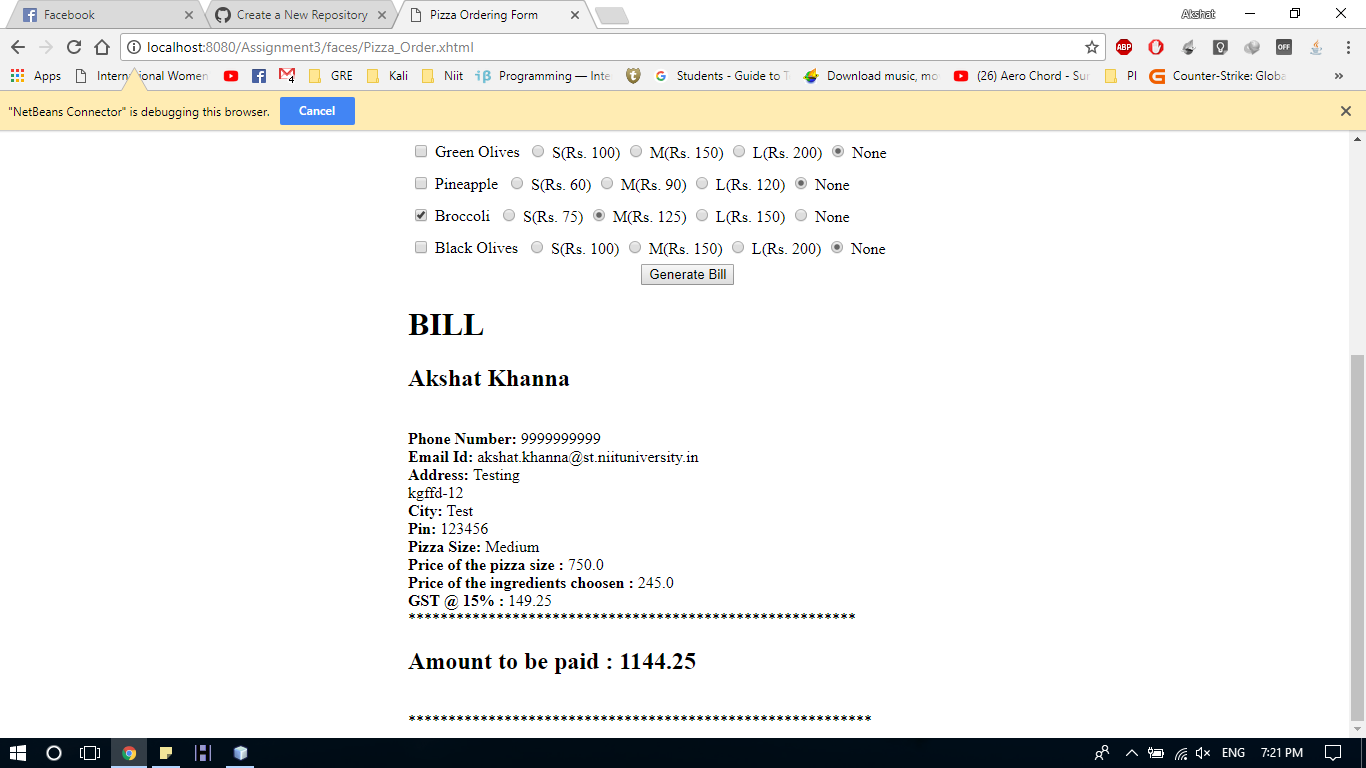 Facebook
Create a New Repository
Pizza Ordering Form
Akshat
localhost:8080/Assignment3/faces/Pizza_Order.xhtml
ABP
OFF
Apps
Women
4
GRE
Kali
Niit
Programming — Inte
Students - Guide to T
Download music, mo
(26) Aero Chord - Sur
PI
Counter-Strike: Globa
»
"NetBeans Connector" is debugging this browser.
Cancel
Green Olives S(Rs. 100) M(Rs. 150) L(Rs. 200) None
Pineapple S(Rs. 60) M(Rs. 90) L(Rs. 120) None
Broccoli S(Rs. 75) M(Rs. 125) L(Rs. 150) None
Black Olives S(Rs. 100) M(Rs. 150) L(Rs. 200) None
Generate Bill
BILL
Akshat Khanna
Phone Number: 9999999999
Email Id: akshat.khanna@st.niituniversity.in
Address: Testing
kgffd-12
City: Test
Pin: 123456
Pizza Size: Medium
Price of the pizza size : 750.0
Price of the ingredients choosen : 245.0
GST @ 15% : 149.25
********************************************************
Amount to be paid : 1144.25
**********************************************************
ENG
7:21 PM